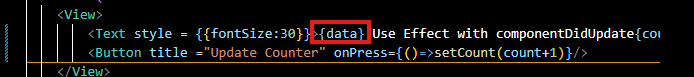 <View>
<Text style = {{fontSize:30}}>{data} Use Effect with componentDidUpdate{cou
<Button title ="Update Counter" onPress={()=>setCount(count+1)}/>
</View>